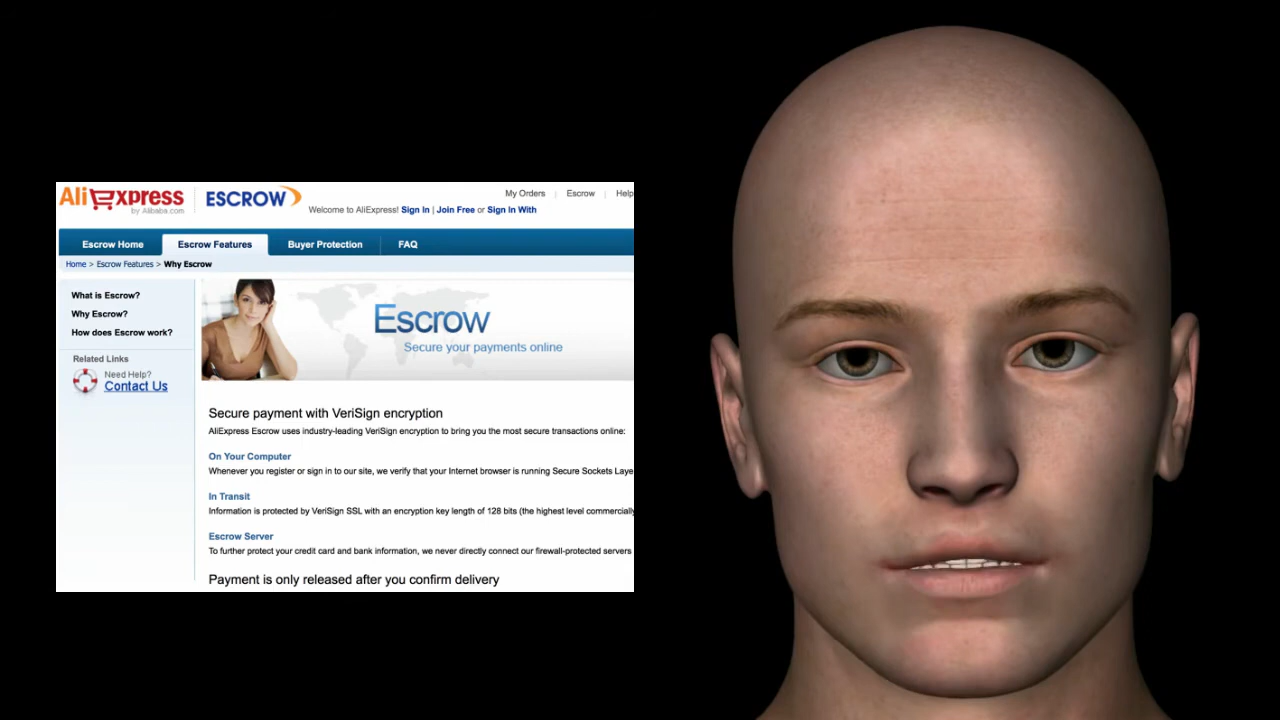 AliExpress
by Alibaba.com
ESCROW
My Orders | Escrow | Help
Welcome to AliExpress! Sign In | Join Free or Sign In With
Escrow Home
Escrow Features
Buyer Protection
FAQ
Home > Escrow Features > Why Escrow
What is Escrow?
Why Escrow?
How does Escrow work?
Related Links
Need Help?
Contact Us
Escrow
Secure your payments online
Secure payment with VeriSign encryption
AliExpress Escrow uses industry-leading VeriSign encryption to bring you the most secure transactions online:
On Your Computer
Whenever you register or sign in to our site, we verify that your Internet browser is running Secure Sockets Laye
In Transit
Information is protected by VeriSign SSL with an encryption key length of 128 bits (the highest level commercially
Escrow Server
To further protect your credit card and bank information, we never directly connect our firewall-protected servers
Payment is only released after you confirm delivery